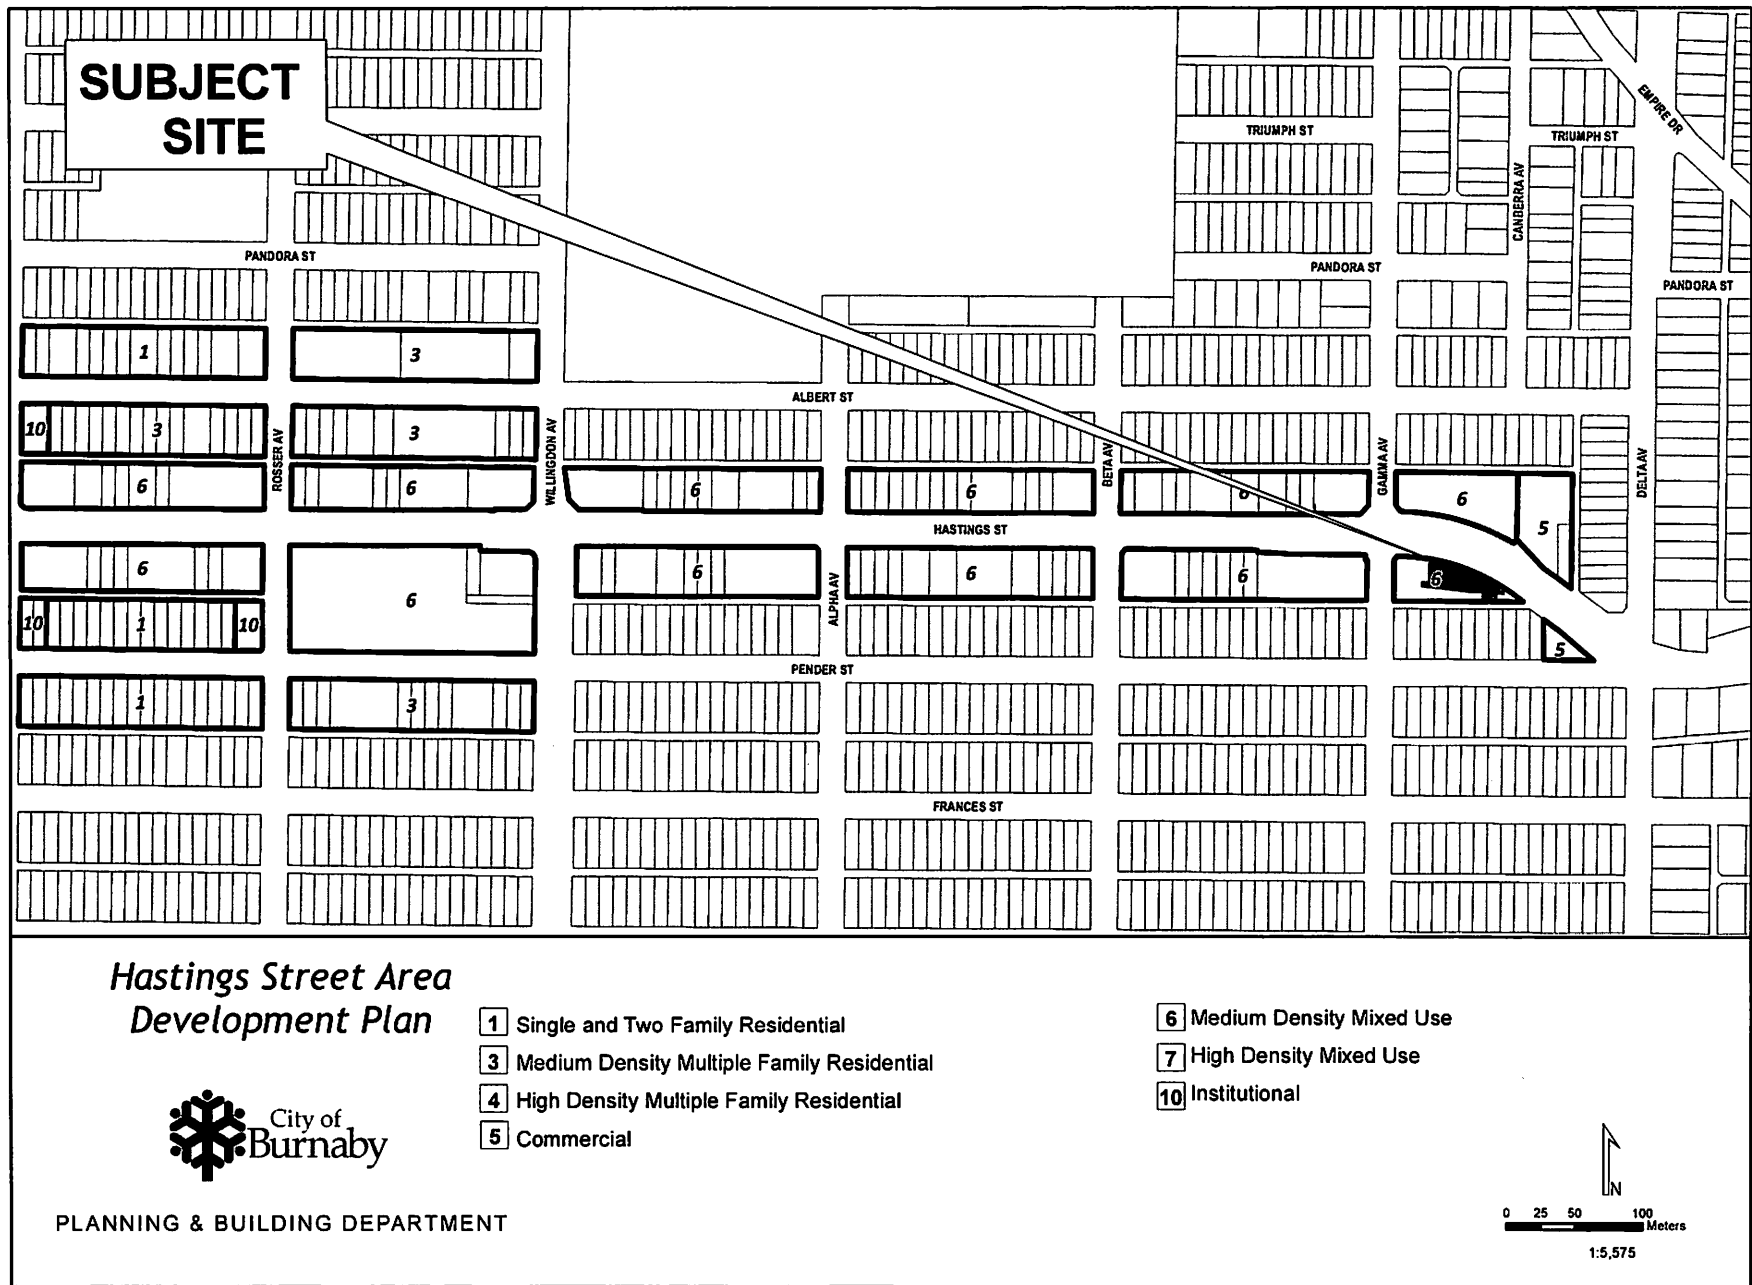 SUBJECT
SITE
TRIUMPH ST
TRIUMPH ST
EMPIRE DR
CANBERRA AV
PANDORA ST
PANDORA ST
PANDORA ST
1
3
ALBERT ST
10
3
ROSSER AV
3
WILLINGDON AV
BETA AV
GAMMA AV
DELTA AV
6
6
6
6
6
6
5
HASTINGS ST
6
6
6
ALPHA AV
6
6
6
10
1
10
5
PENDER ST
1
3
FRANCES ST
Hastings Street Area
Development Plan
1 Single and Two Family Residential
3 Medium Density Multiple Family Residential
4 High Density Multiple Family Residential
5 Commercial
6 Medium Density Mixed Use
7 High Density Mixed Use
10 Institutional
City of
Burnaby
PLANNING & BUILDING DEPARTMENT
N
0 25 50 100
Meters
1:5,575